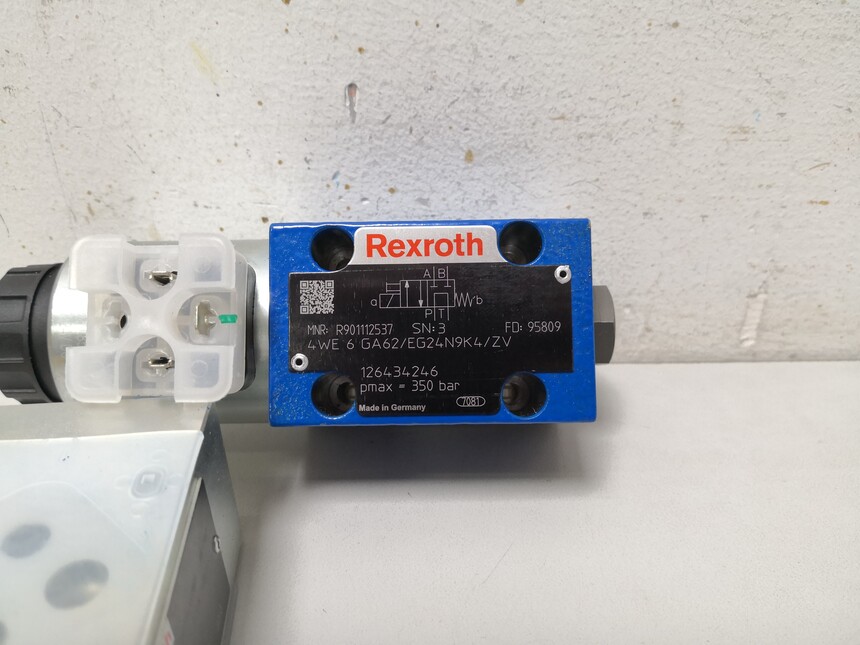 Rexroth
A B
a b
P T
MNR: R901112537 SN: 3 FD: 95809
4WE 6 GA62/EG24N9K4/ZV
126434246
pmax = 350 bar
Made in Germany 7081